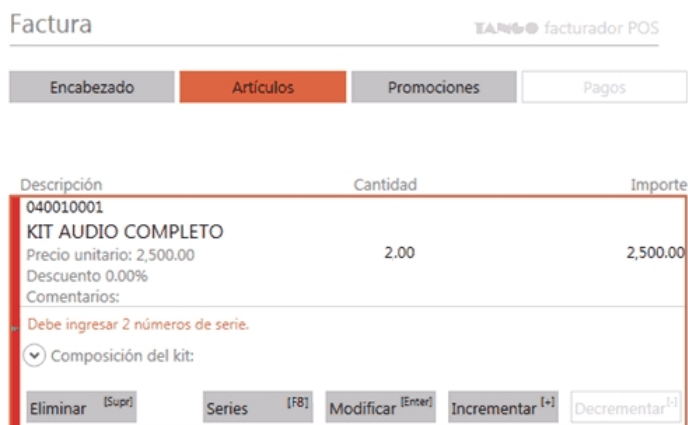 Factura
TANGO facturador POS
Encabezado Artículos Promociones Pagos
Descripción Cantidad Importe
040010001
KIT AUDIO COMPLETO
Precio unitario: 2,500.00 2.00 2,500.00
Descuento 0.00%
Comentarios:
Debe ingresar 2 números de serie.
Composición del kit:
Eliminar [Supr] Series [F8] Modificar [Enter] Incrementar [+] Decrementar [-]